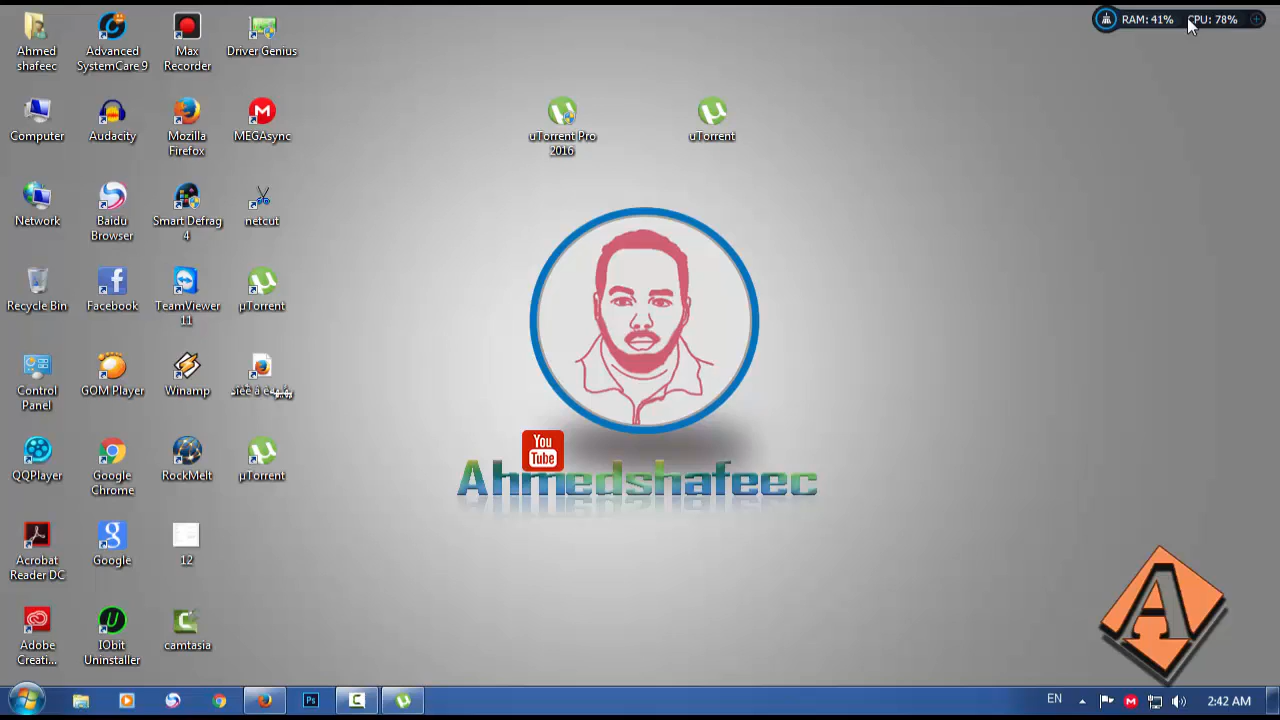 Ahmed
shafeec
Advanced
SystemCare 9
Max
Recorder
Driver Genius
RAM: 41%
CPU: 78%
Computer
Audacity
Mozilla
Firefox
MEGAsync
uTorrent Pro
2016
uTorrent
Network
Baidu
Browser
Smart Defrag
4
netcut
Recycle Bin
Facebook
TeamViewer
11
µTorrent
Control
Panel
GOM Player
Winamp
You
Tube
Ahmedshafeec
QQPlayer
Google
Chrome
RockMelt
µTorrent
Acrobat
Reader DC
Google
12
Adobe
Creati...
IObit
Uninstaller
camtasia
EN
2:42 AM